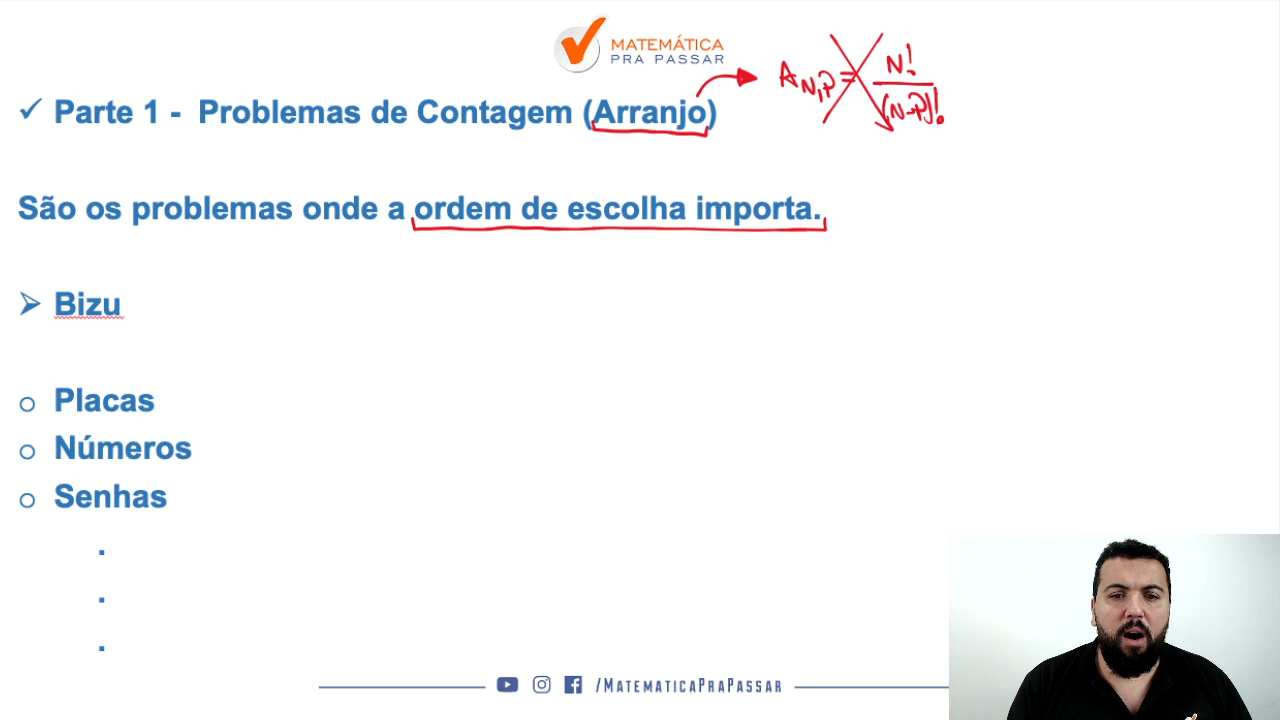 MATEMÁTICA
PRA PASSAR
✓ Parte 1 - Problemas de Contagem (Arranjo)
A N,P = N! / (N-P)!
São os problemas onde a ordem de escolha importa.
➢ Bizu
o Placas
o Números
o Senhas
.
.
.
/MatematicaPraPassar